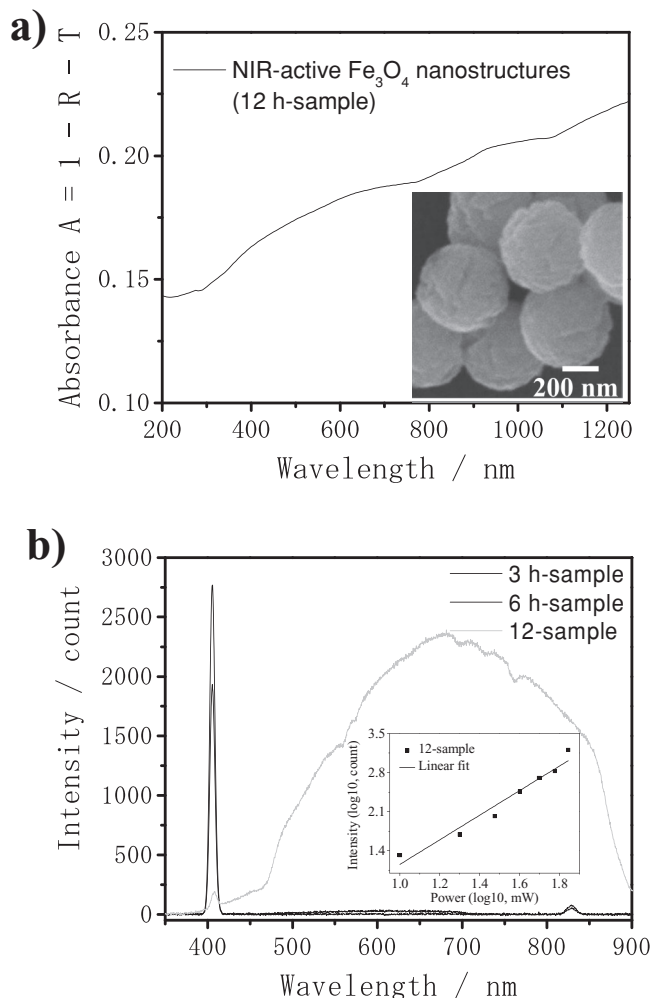 a)
0.25
0.20
0.15
0.10
Absorbance A = 1 - R - T
NIR-active Fe₃O₄ nanostructures
(12 h-sample)
200 nm
200 400 600 800 1000 1200
Wavelength / nm
b)
3000
2500
2000
1500
1000
500
0
Intensity / count
3 h-sample
6 h-sample
12-sample
3.5
2.8
2.1
1.4
Intensity (log10, count)
12-sample
Linear fit
1.0 1.2 1.4 1.6 1.8
Power (log10, mW)
400 500 600 700 800 900
Wavelength / nm